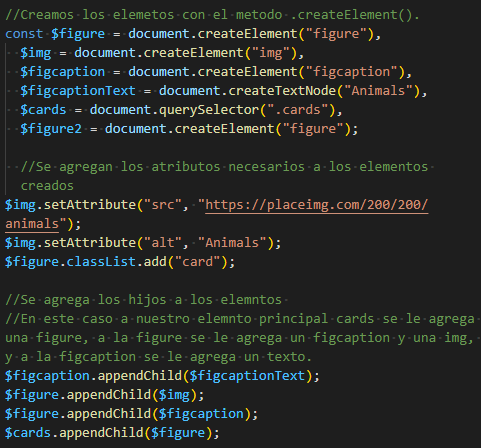 //Creamos los elemetos con el metodo .createElement().
const $figure = document.createElement("figure"),
$img = document.createElement("img"),
$figcaption = document.createElement("figcaption"),
$figcaptionText = document.createTextNode("Animals"),
$cards = document.querySelector(".cards"),
$figure2 = document.createElement("figure");
//Se agregan los atributos necesarios a los elementos
creados
$img.setAttribute("src", "https://placeimg.com/200/200/
animals");
$img.setAttribute("alt", "Animals");
$figure.classList.add("card");
//Se agrega los hijos a los elemntos
//En este caso a nuestro elemnto principal cards se le agrega
una figure, a la figure se le agrega un figcaption y una img,
y a la figcaption se le agrega un texto.
$figcaption.appendChild($figcaptionText);
$figure.appendChild($img);
$figure.appendChild($figcaption);
$cards.appendChild($figure);